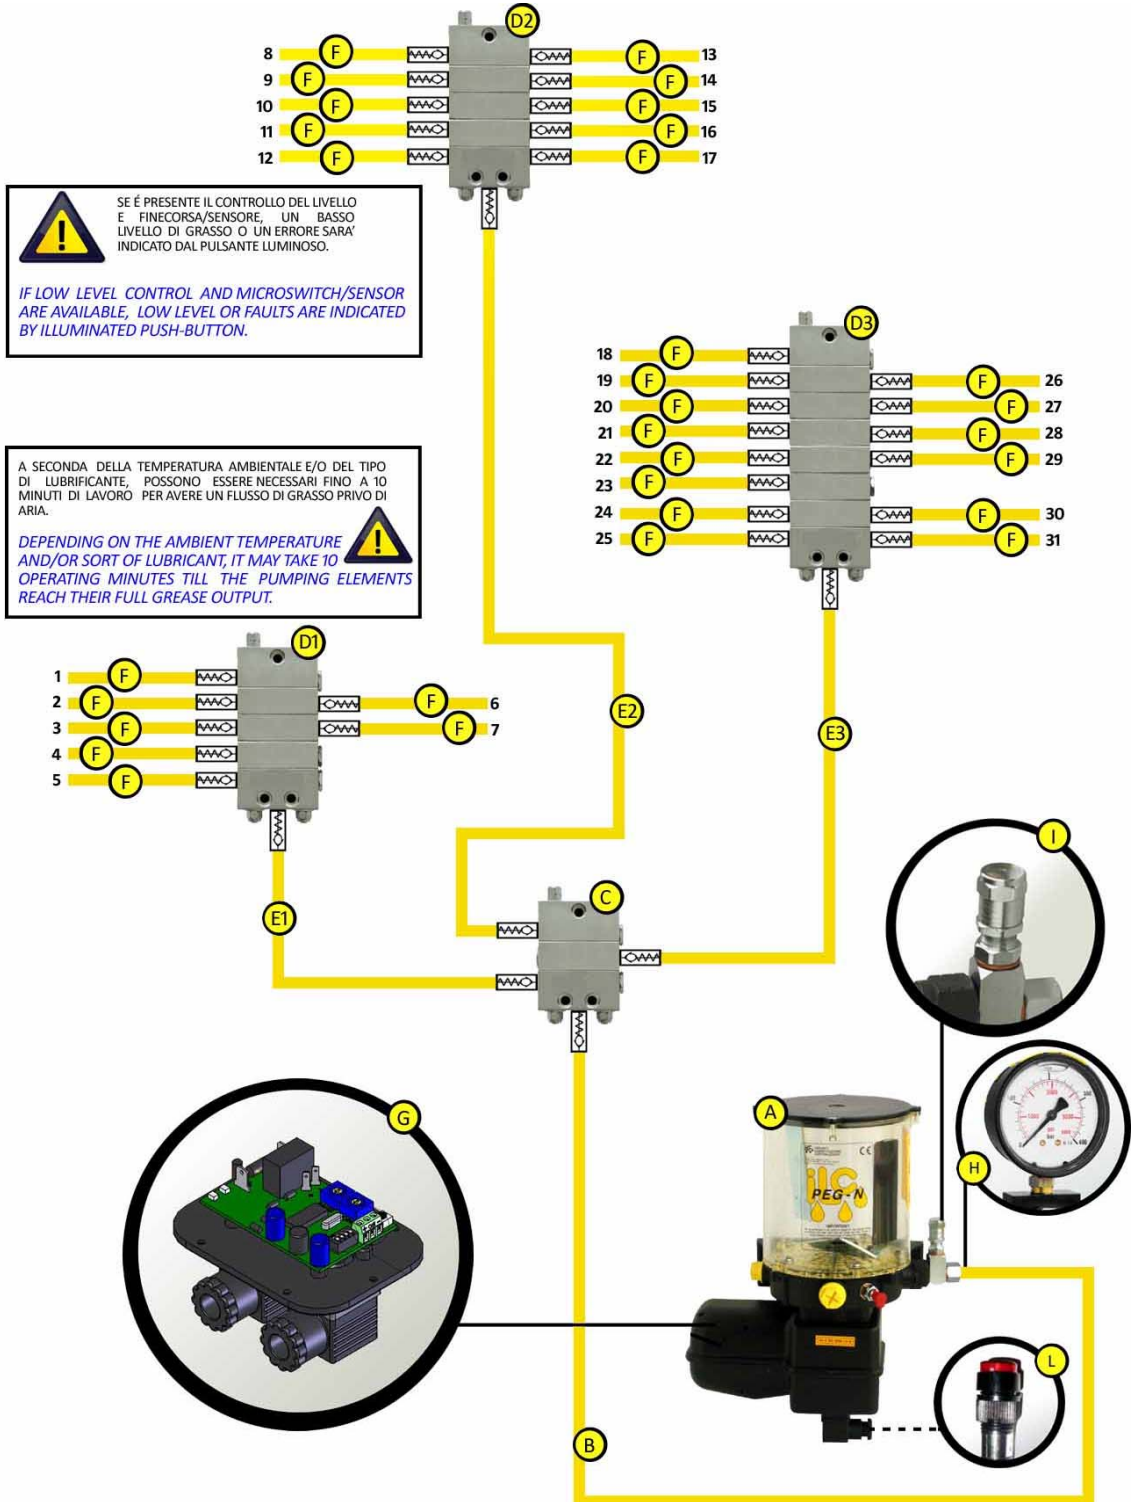 D2
8 F F 13
9 F F 14
10 F F 15
11 F F 16
12 F F 17
SE É PRESENTE IL CONTROLLO DEL LIVELLO
E FINECORSA/SENSORE, UN BASSO
LIVELLO DI GRASSO O UN ERRORE SARA'
INDICATO DAL PULSANTE LUMINOSO.
IF LOW LEVEL CONTROL AND MICROSWITCH/SENSOR
ARE AVAILABLE, LOW LEVEL OR FAULTS ARE INDICATED
BY ILLUMINATED PUSH-BUTTON.
D3
18 F
19 F F 26
20 F F 27
21 F F 28
22 F F 29
23 F
24 F F 30
25 F F 31
A SECONDA DELLA TEMPERATURA AMBIENTALE E/O DEL TIPO
DI LUBRIFICANTE, POSSONO ESSERE NECESSARI FINO A 10
MINUTI DI LAVORO PER AVERE UN FLUSSO DI GRASSO PRIVO DI
ARIA.
DEPENDING ON THE AMBIENT TEMPERATURE
AND/OR SORT OF LUBRICANT, IT MAY TAKE 10
OPERATING MINUTES TILL THE PUMPING ELEMENTS
REACH THEIR FULL GREASE OUTPUT.
D1
1 F
2 F F 6
3 F F 7
4 F
5 F
E2
E3
I
C
E1
G
A
H
CE
ilc
PEG-N
L
B